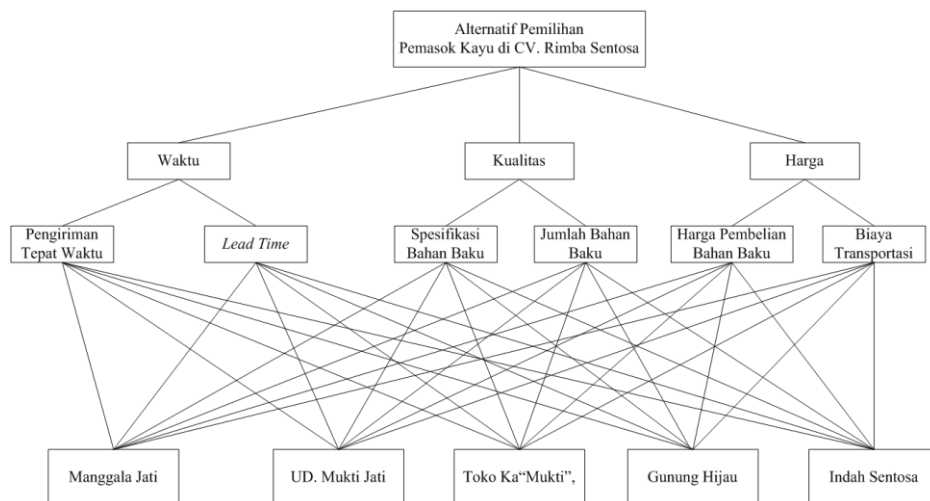 Alternatif Pemilihan
Pemasok Kayu di CV. Rimba Sentosa
Waktu
Kualitas
Harga
Pengiriman
Tepat Waktu
Lead Time
Spesifikasi
Bahan Baku
Jumlah Bahan
Baku
Harga Pembelian
Bahan Baku
Biaya
Transportasi
Manggala Jati
UD. Mukti Jati
Toko Ka“Mukti”,
Gunung Hijau
Indah Sentosa